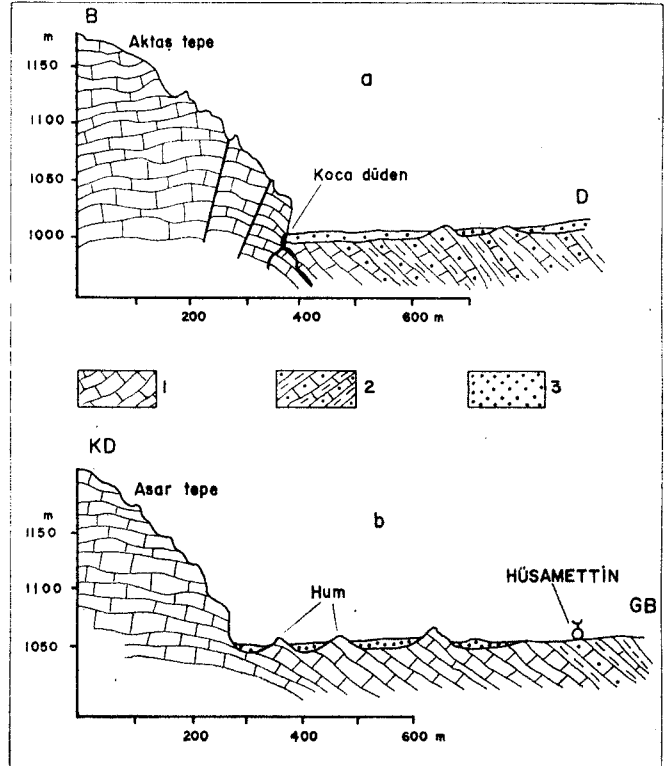 B
m
Aktaş tepe
1150
a
1100
Koca düden
1050
D
1000
200
400
600 m
1
2
3
KD
Asar tepe
m
b
1150
Hum
HÜSAMETTİN
1100
GB
1050
200
400
600 m